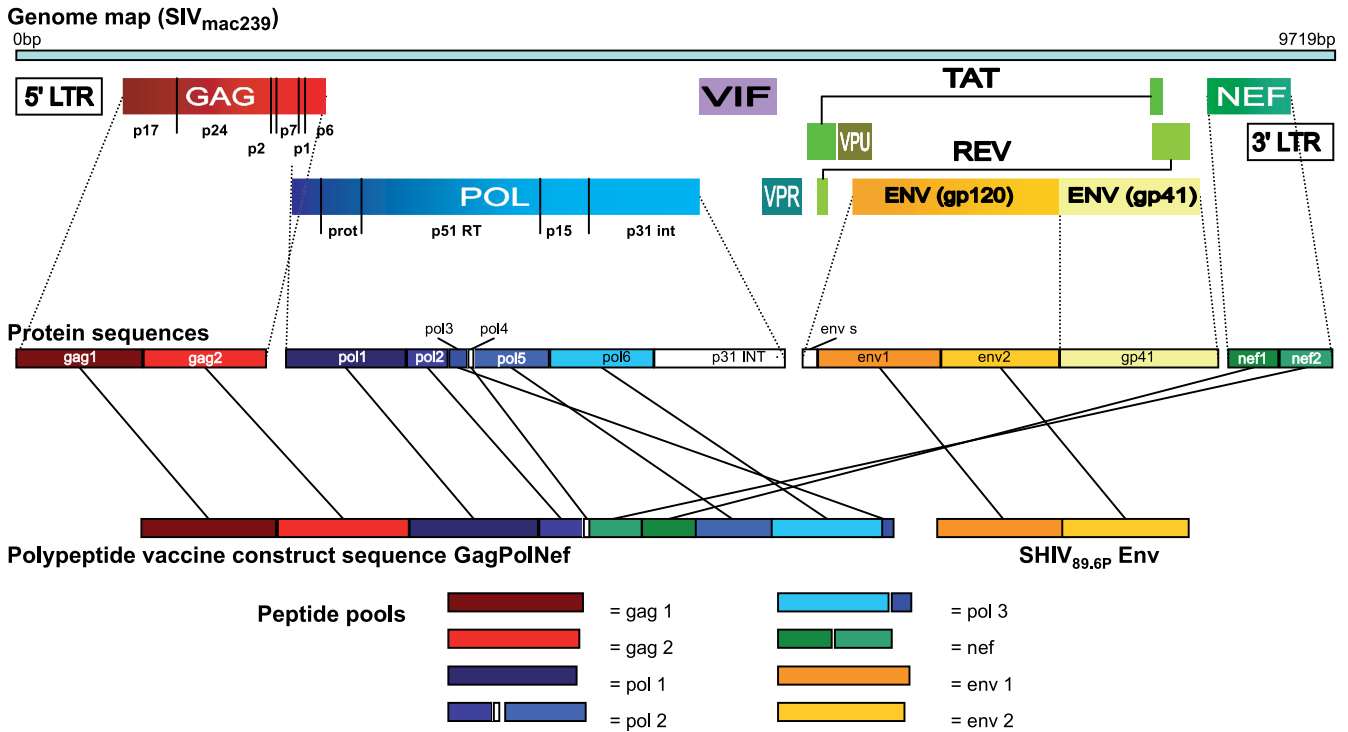 Genome map (SIVmac239)
0bp 9719bp
5' LTR GAG VIF TAT NEF
p17 p24 p2 p7 p1 p6
VPU 3' LTR
REV
POL VPR ENV (gp120) ENV (gp41)
prot p51 RT p15 p31 int
Protein sequences
pol3 pol4 env s
gag1 gag2 pol1 pol2 pol5 pol6 p31 INT env1 env2 gp41 nef1 nef2
Polypeptide vaccine construct sequence GagPolNef
SHIV89.6P Env
Peptide pools
= gag 1
= gag 2
= pol 1
= pol 2
= pol 3
= nef
= env 1
= env 2